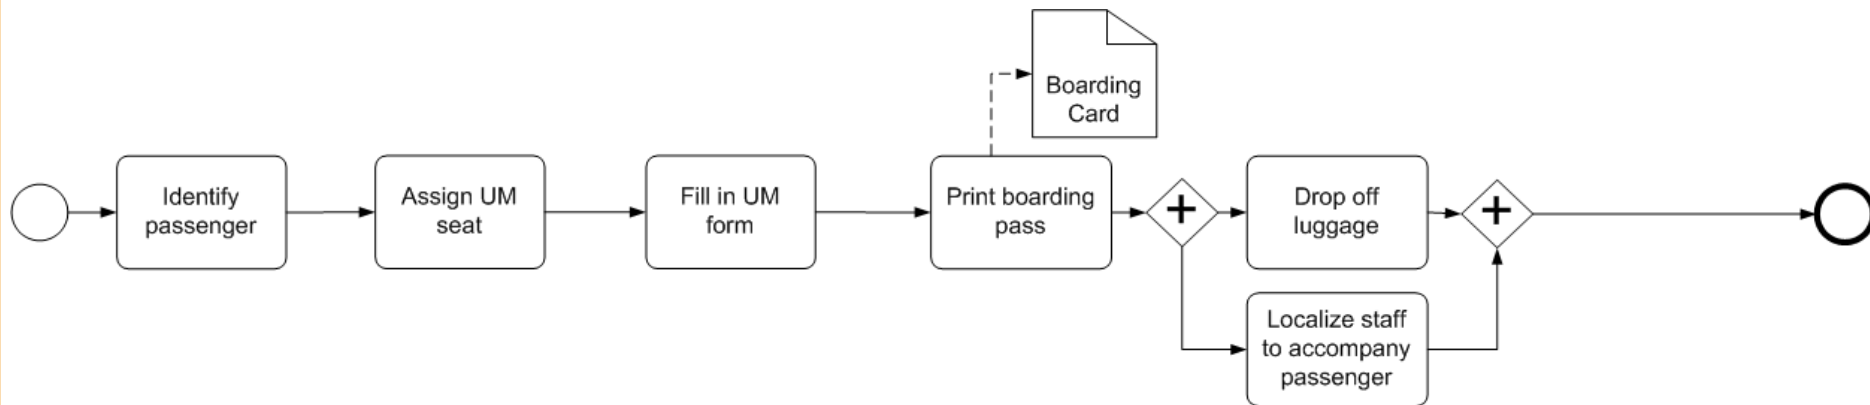 Boarding
Card
Identify
passenger
Assign UM
seat
Fill in UM
form
Print boarding
pass
Drop off
luggage
Localize staff
to accompany
passenger